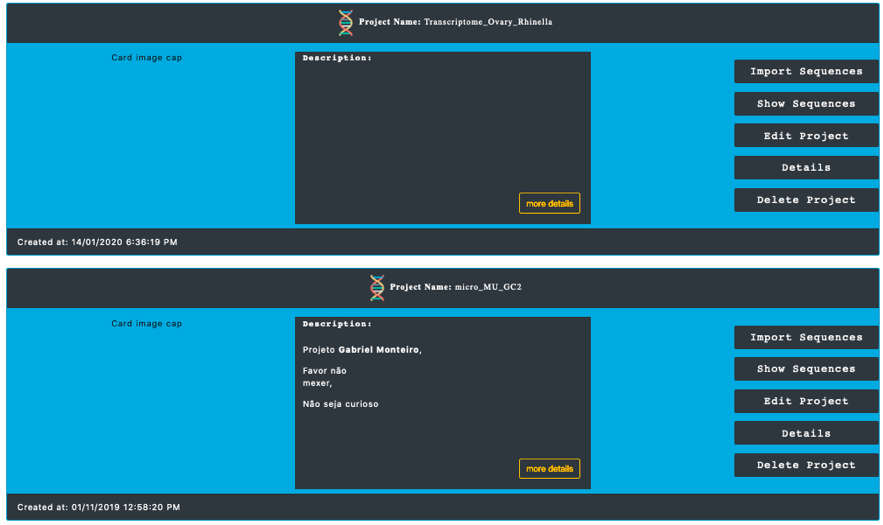 Project Name: Transcriptome_Ovary_Rhinella
Card image cap
Description:
more details
Import Sequences
Show Sequences
Edit Project
Details
Delete Project
Created at: 14/01/2020 6:36:19 PM
Project Name: micro_MU_GC2
Card image cap
Description:
Projeto Gabriel Monteiro,
Favor não
mexer,
Não seja curioso
more details
Import Sequences
Show Sequences
Edit Project
Details
Delete Project
Created at: 01/11/2019 12:58:20 PM